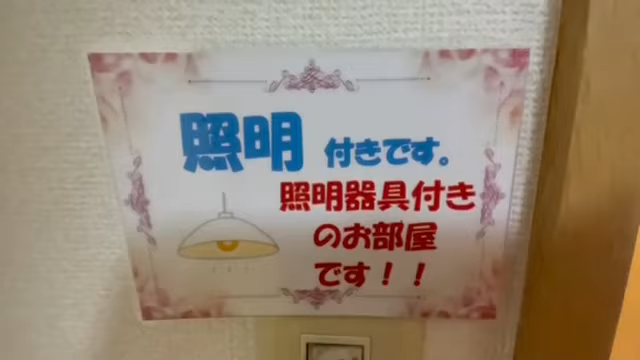 照明 付きです。
照明器具付き
のお部屋
です！！